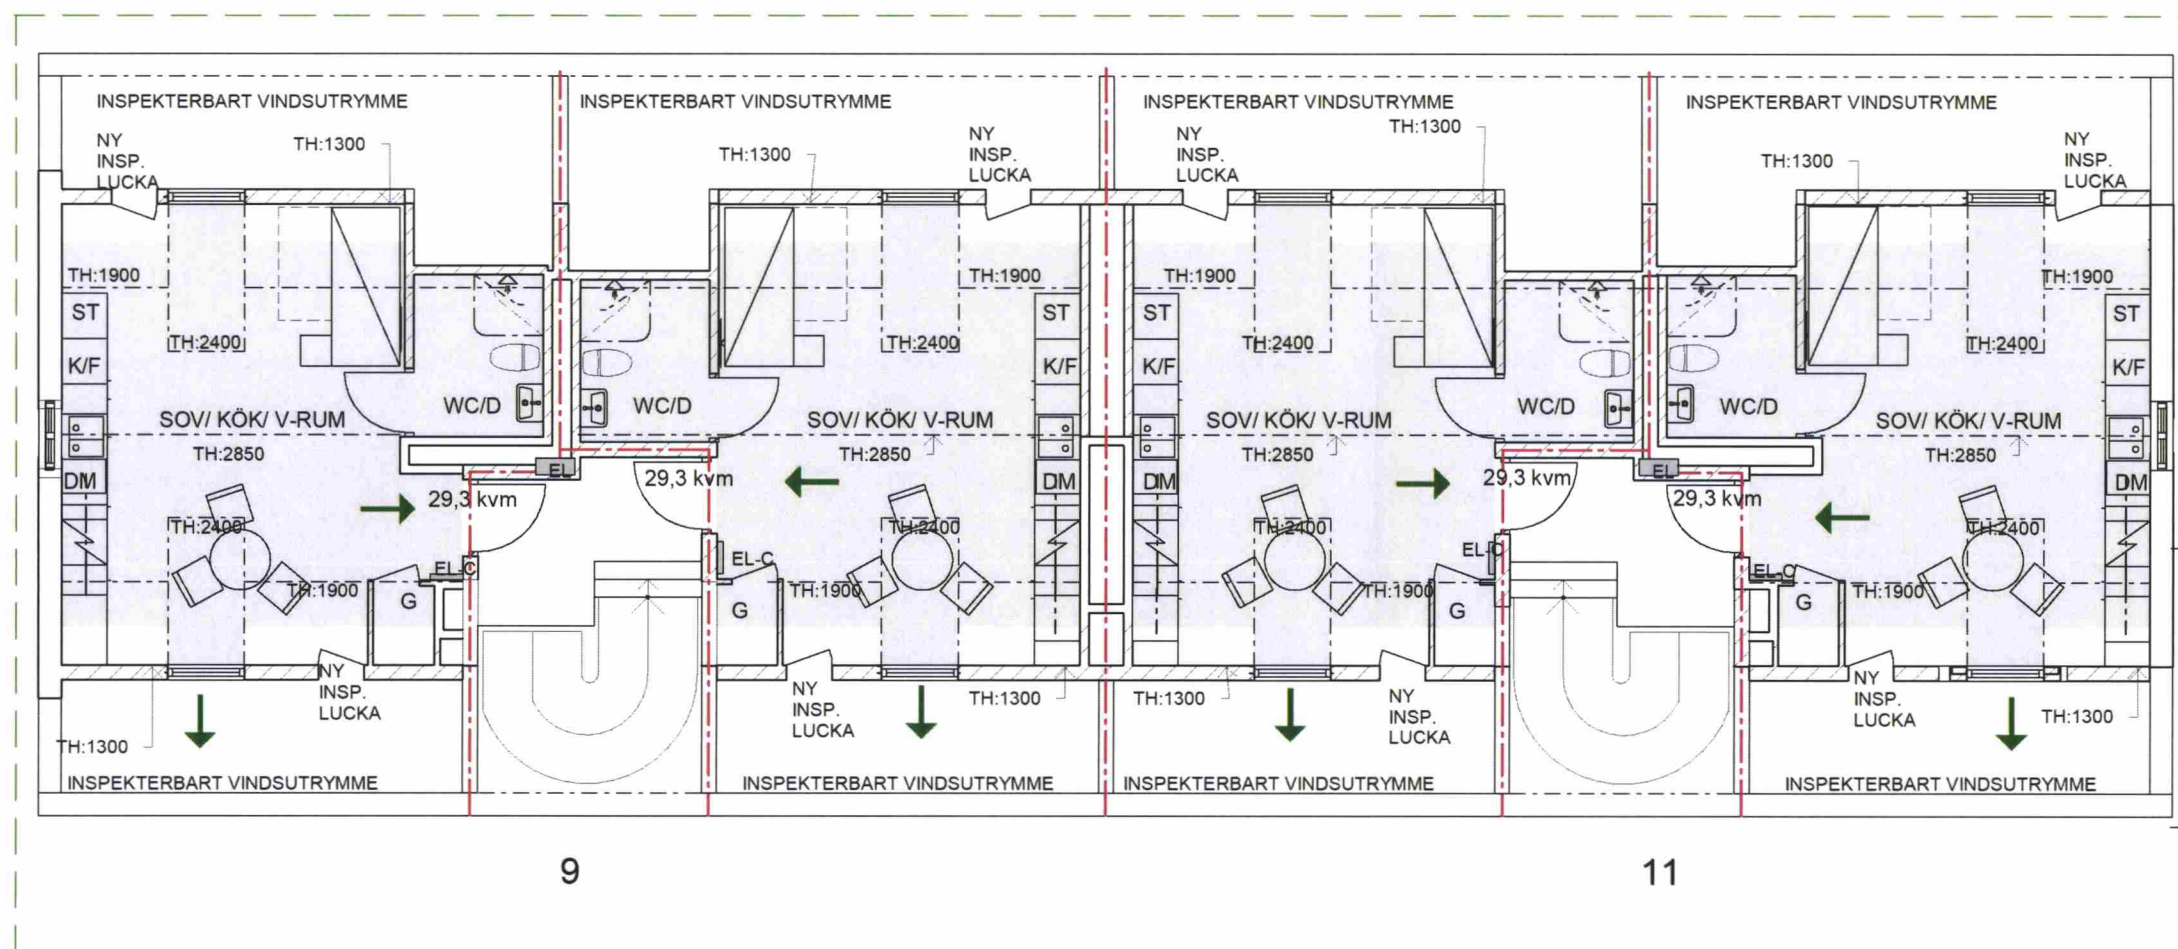 INSPEKTERBART VINDSUTRYMME
INSPEKTERBART VINDSUTRYMME
INSPEKTERBART VINDSUTRYMME
INSPEKTERBART VINDSUTRYMME
NY
INSP.
LUCKA
TH:1300
TH:1300
NY
INSP.
LUCKA
NY
INSP.
LUCKA
TH:1300
TH:1300
NY
INSP.
LUCKA
TH:1900
TH:1900
TH:1900
TH:1900
ST
ST
ST
ST
TH:2400
TH:2400
TH:2400
TH:2400
K/F
K/F
K/F
K/F
WC/D
WC/D
WC/D
WC/D
SOV/ KÖK/ V-RUM
SOV/ KÖK/ V-RUM
SOV/ KÖK/ V-RUM
SOV/ KÖK/ V-RUM
TH:2850
TH:2850
TH:2850
TH:2850
EL
EL
DM
DM
DM
DM
29,3 kvm
29,3 kvm
29,3 kvm
29,3 kvm
TH:2400
TH:2400
TH:2400
TH:2400
EL-C
EL-C
EL-C
EL-C
TH:1900
TH:1900
TH:1900
TH:1900
G
G
G
G
NY
INSP.
LUCKA
NY
INSP.
LUCKA
TH:1300
TH:1300
NY
INSP.
LUCKA
NY
INSP.
LUCKA
TH:1300
TH:1300
INSPEKTERBART VINDSUTRYMME
INSPEKTERBART VINDSUTRYMME
INSPEKTERBART VINDSUTRYMME
INSPEKTERBART VINDSUTRYMME
9
11